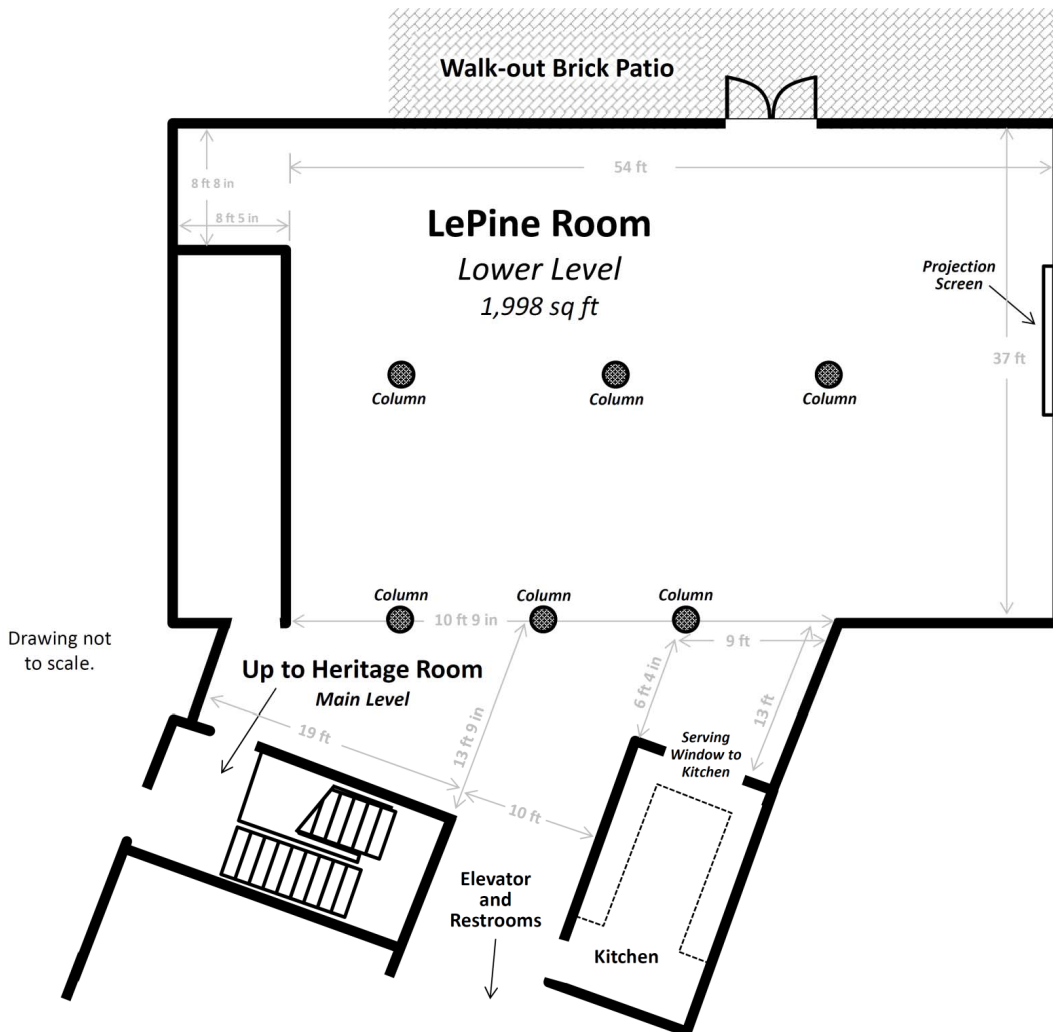 Walk-out Brick Patio
54 ft
8 ft 8 in
8 ft 5 in
LePine Room
Lower Level
1,998 sq ft
Projection
Screen
37 ft
Column
Column
Column
Column
Column
Column
10 ft 9 in
9 ft
Drawing not
to scale.
Up to Heritage Room
Main Level
6 ft 4 in
13 ft
19 ft
13 ft 9 in
Serving
Window to
Kitchen
10 ft
Elevator
and
Restrooms
Kitchen